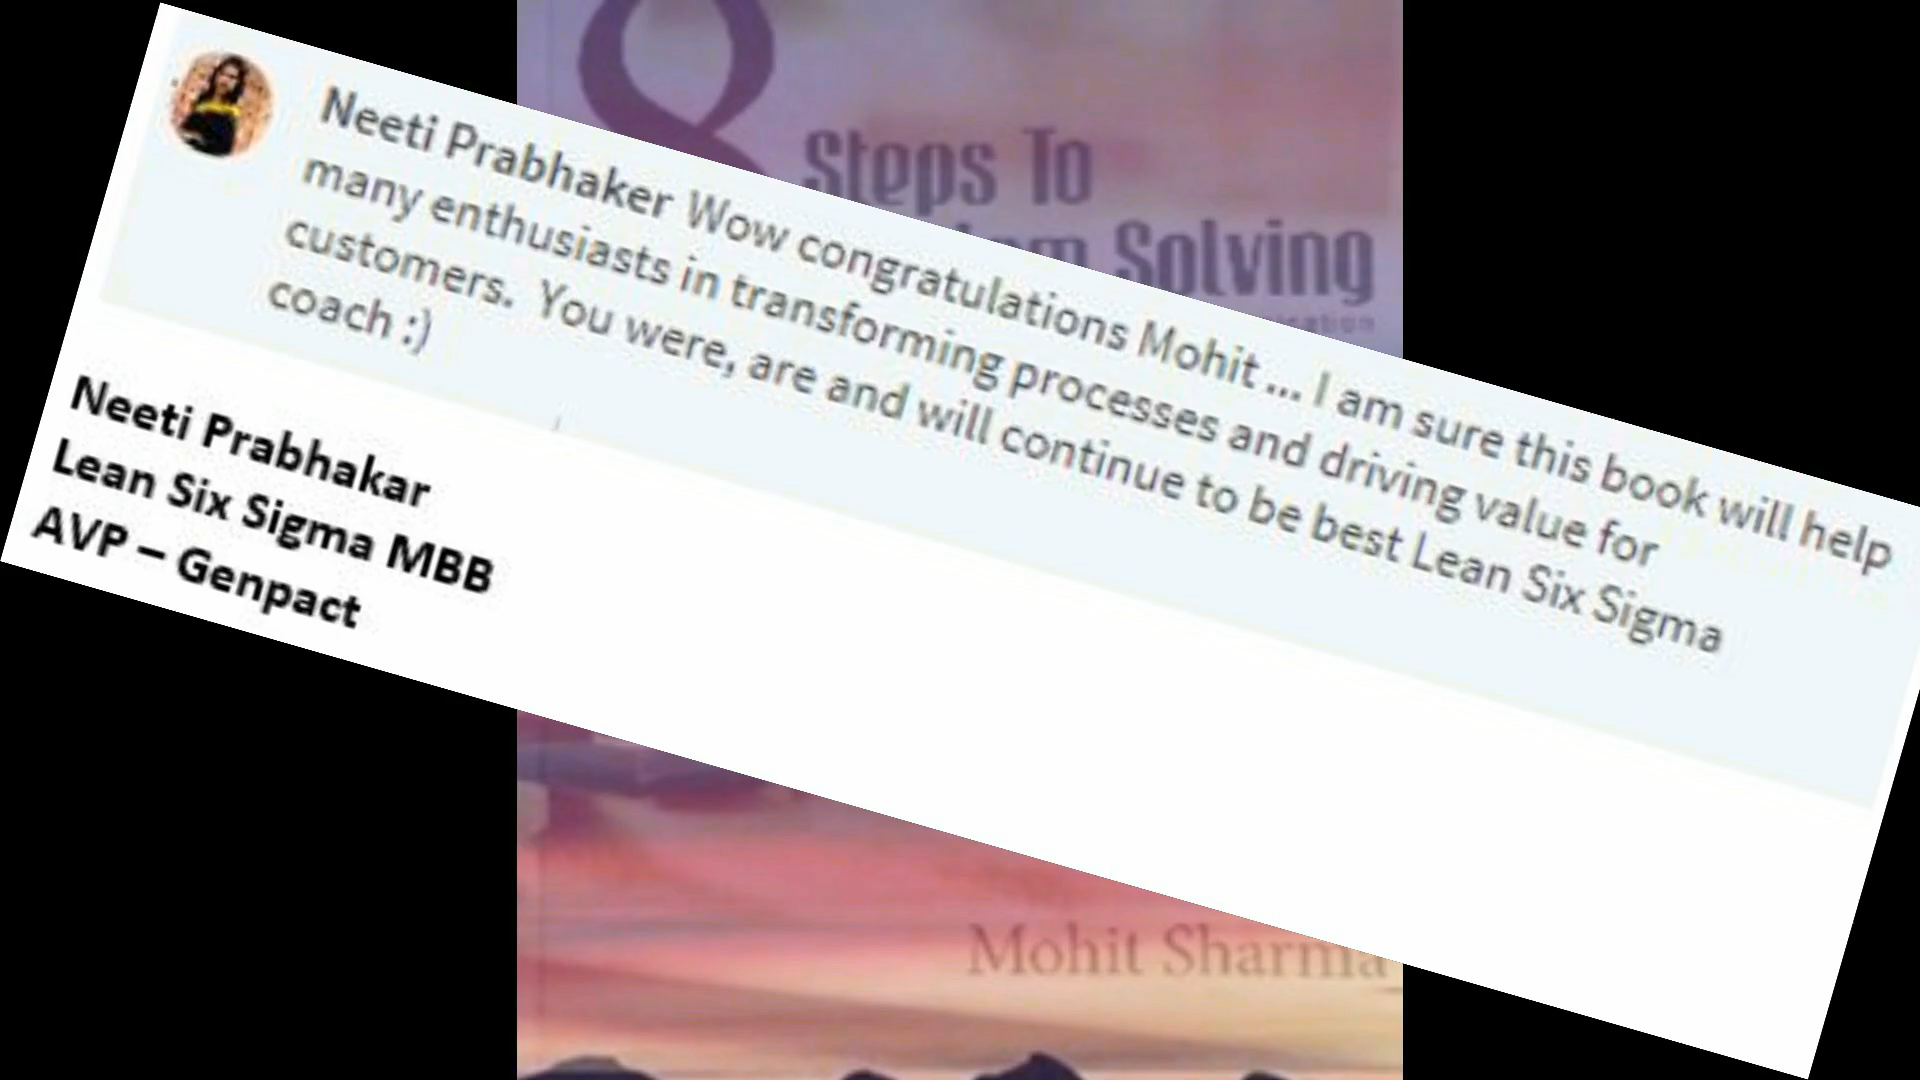 8
Steps To
Solving
Neeti Prabhaker Wow congratulations Mohit ... I am sure this book will help
many enthusiasts in transforming processes and driving value for
customers. You were, are and will continue to be best Lean Six Sigma
coach :)
Neeti Prabhakar
Lean Six Sigma MBB
AVP – Genpact
Mohit Sharma